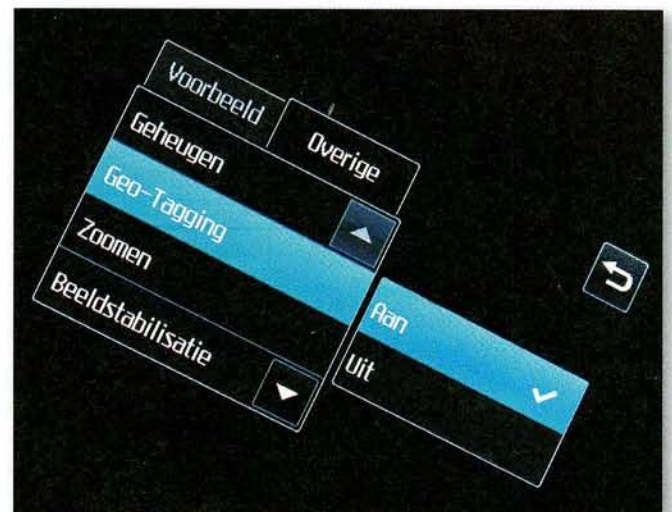 Voorbeeld
Overige
Geheugen
Geo-Tagging
Zoomen
Beeldstabilisatie
Aan
Uit